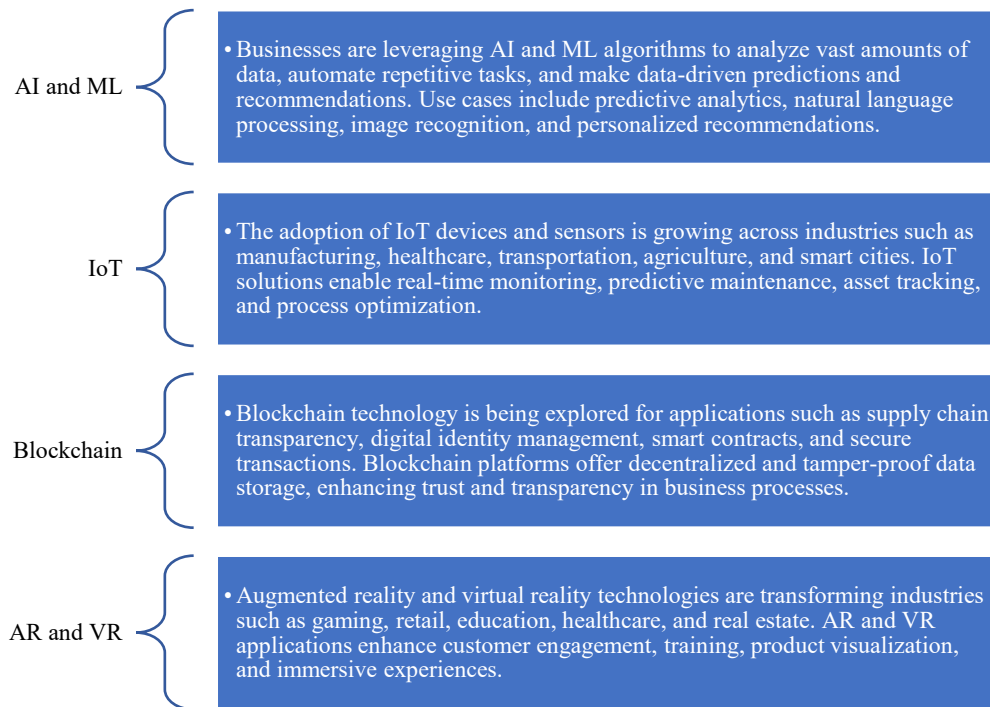 AI and ML
• Businesses are leveraging AI and ML algorithms to analyze vast amounts of
data, automate repetitive tasks, and make data-driven predictions and
recommendations. Use cases include predictive analytics, natural language
processing, image recognition, and personalized recommendations.
IoT
• The adoption of IoT devices and sensors is growing across industries such as
manufacturing, healthcare, transportation, agriculture, and smart cities. IoT
solutions enable real-time monitoring, predictive maintenance, asset tracking,
and process optimization.
Blockchain
• Blockchain technology is being explored for applications such as supply chain
transparency, digital identity management, smart contracts, and secure
transactions. Blockchain platforms offer decentralized and tamper-proof data
storage, enhancing trust and transparency in business processes.
AR and VR
• Augmented reality and virtual reality technologies are transforming industries
such as gaming, retail, education, healthcare, and real estate. AR and VR
applications enhance customer engagement, training, product visualization,
and immersive experiences.